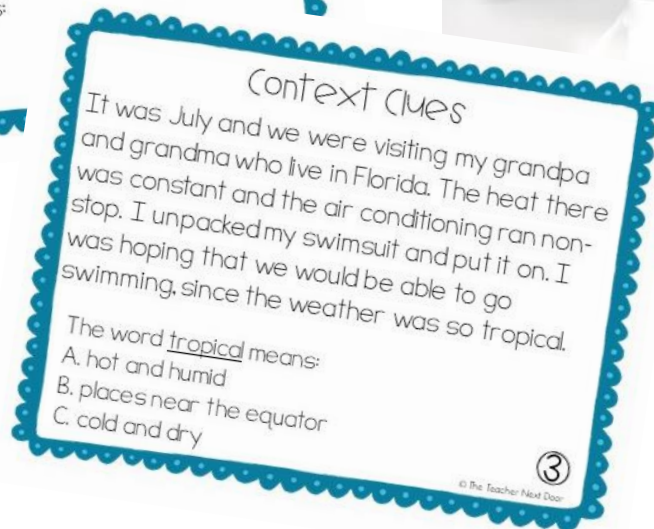 Context Clues
It was July and we were visiting my grandpa
and grandma who live in Florida. The heat there
was constant and the air conditioning ran non-
stop. I unpacked my swimsuit and put it on. I
was hoping that we would be able to go
swimming, since the weather was so tropical.
The word tropical means:
A. hot and humid
B. places near the equator
C. cold and dry
3
© The Teacher Next Door